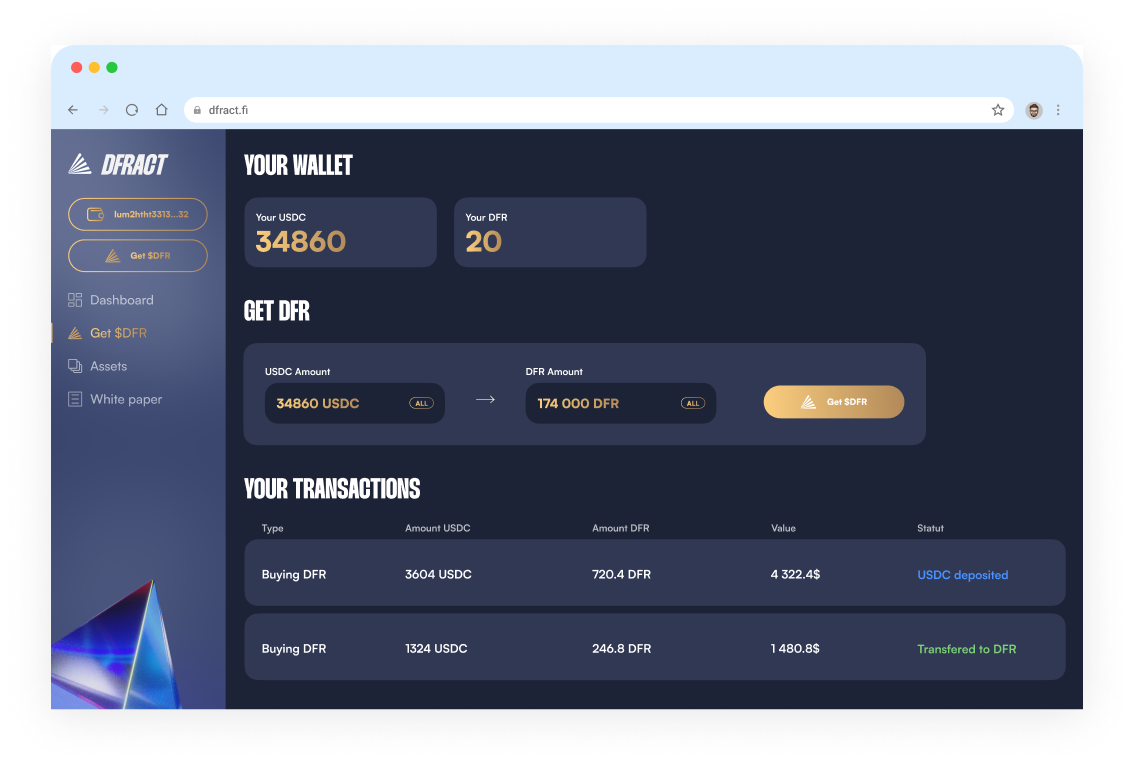 dfract.fi
DFRACT
lum2htht3313...32
Get $DFR
Dashboard
Get $DFR
Assets
White paper
YOUR WALLET
Your USDC
34860
Your DFR
20
GET DFR
USDC Amount
34860 USDC ALL
DFR Amount
174 000 DFR ALL
Get $DFR
YOUR TRANSACTIONS
Type Amount USDC Amount DFR Value Statut
Buying DFR 3604 USDC 720.4 DFR 4 322.4$ USDC deposited
Buying DFR 1324 USDC 246.8 DFR 1 480.8$ Transfered to DFR